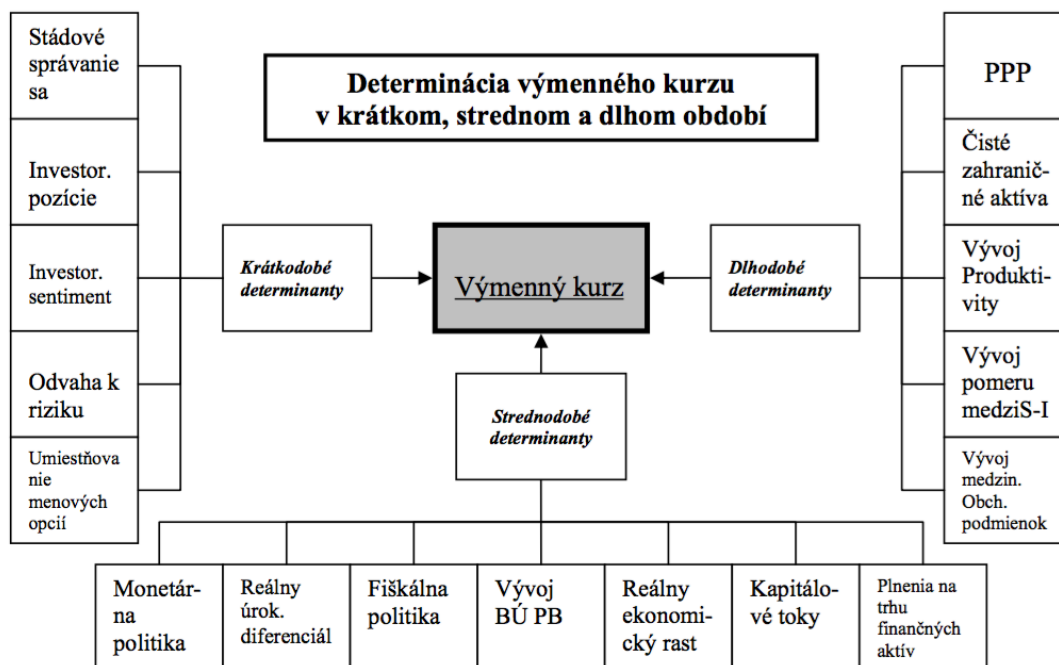 Stádové
správanie
sa
Investor.
pozície
Investor.
sentiment
Odvaha k
riziku
Umiestňova
nie
menových
opcií
Determinácia výmenného kurzu
v krátkom, strednom a dlhom období
Krátkodobé
determinanty
Výmenný kurz
Dlhodobé
determinanty
Strednodobé
determinanty
PPP
Čisté
zahranič-
né aktíva
Vývoj
Produkti-
vity
Vývoj
pomeru
medziS-I
Vývoj
medzin.
Obch.
podmienok
Monetár-
na
politika
Reálny
úrok.
diferenciál
Fiškálna
politika
Vývoj
BÚ PB
Reálny
ekonomi-
cký rast
Kapitálo-
vé toky
Plnenia na
trhu
finančných
aktív